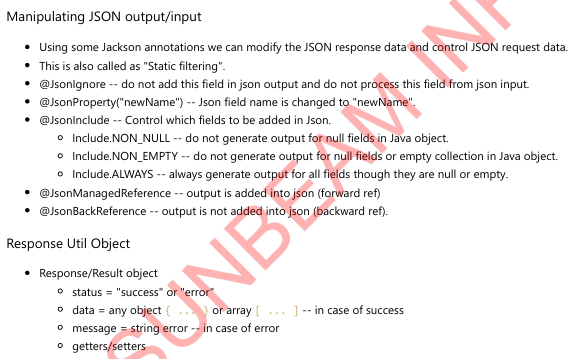 Manipulating JSON output/input
• Using some Jackson annotations we can modify the JSON response data and control JSON request data.
• This is also called as "Static filtering".
• @JsonIgnore -- do not add this field in json output and do not process this field from json input.
• @JsonProperty("newName") -- Json field name is changed to "newName".
• @JsonInclude -- Control which fields to be added in Json.
◦ Include.NON_NULL -- do not generate output for null fields in Java object.
◦ Include.NON_EMPTY -- do not generate output for null fields or empty collection in Java object.
◦ Include.ALWAYS -- always generate output for all fields though they are null or empty.
• @JsonManagedReference -- output is added into json (forward ref)
• @JsonBackReference -- output is not added into json (backward ref).
Response Util Object
• Response/Result object
◦ status = "success" or "error"
◦ data = any object { ... } or array [ ... ] -- in case of success
◦ message = string error -- in case of error
◦ getters/setters
SUNBEAM INF